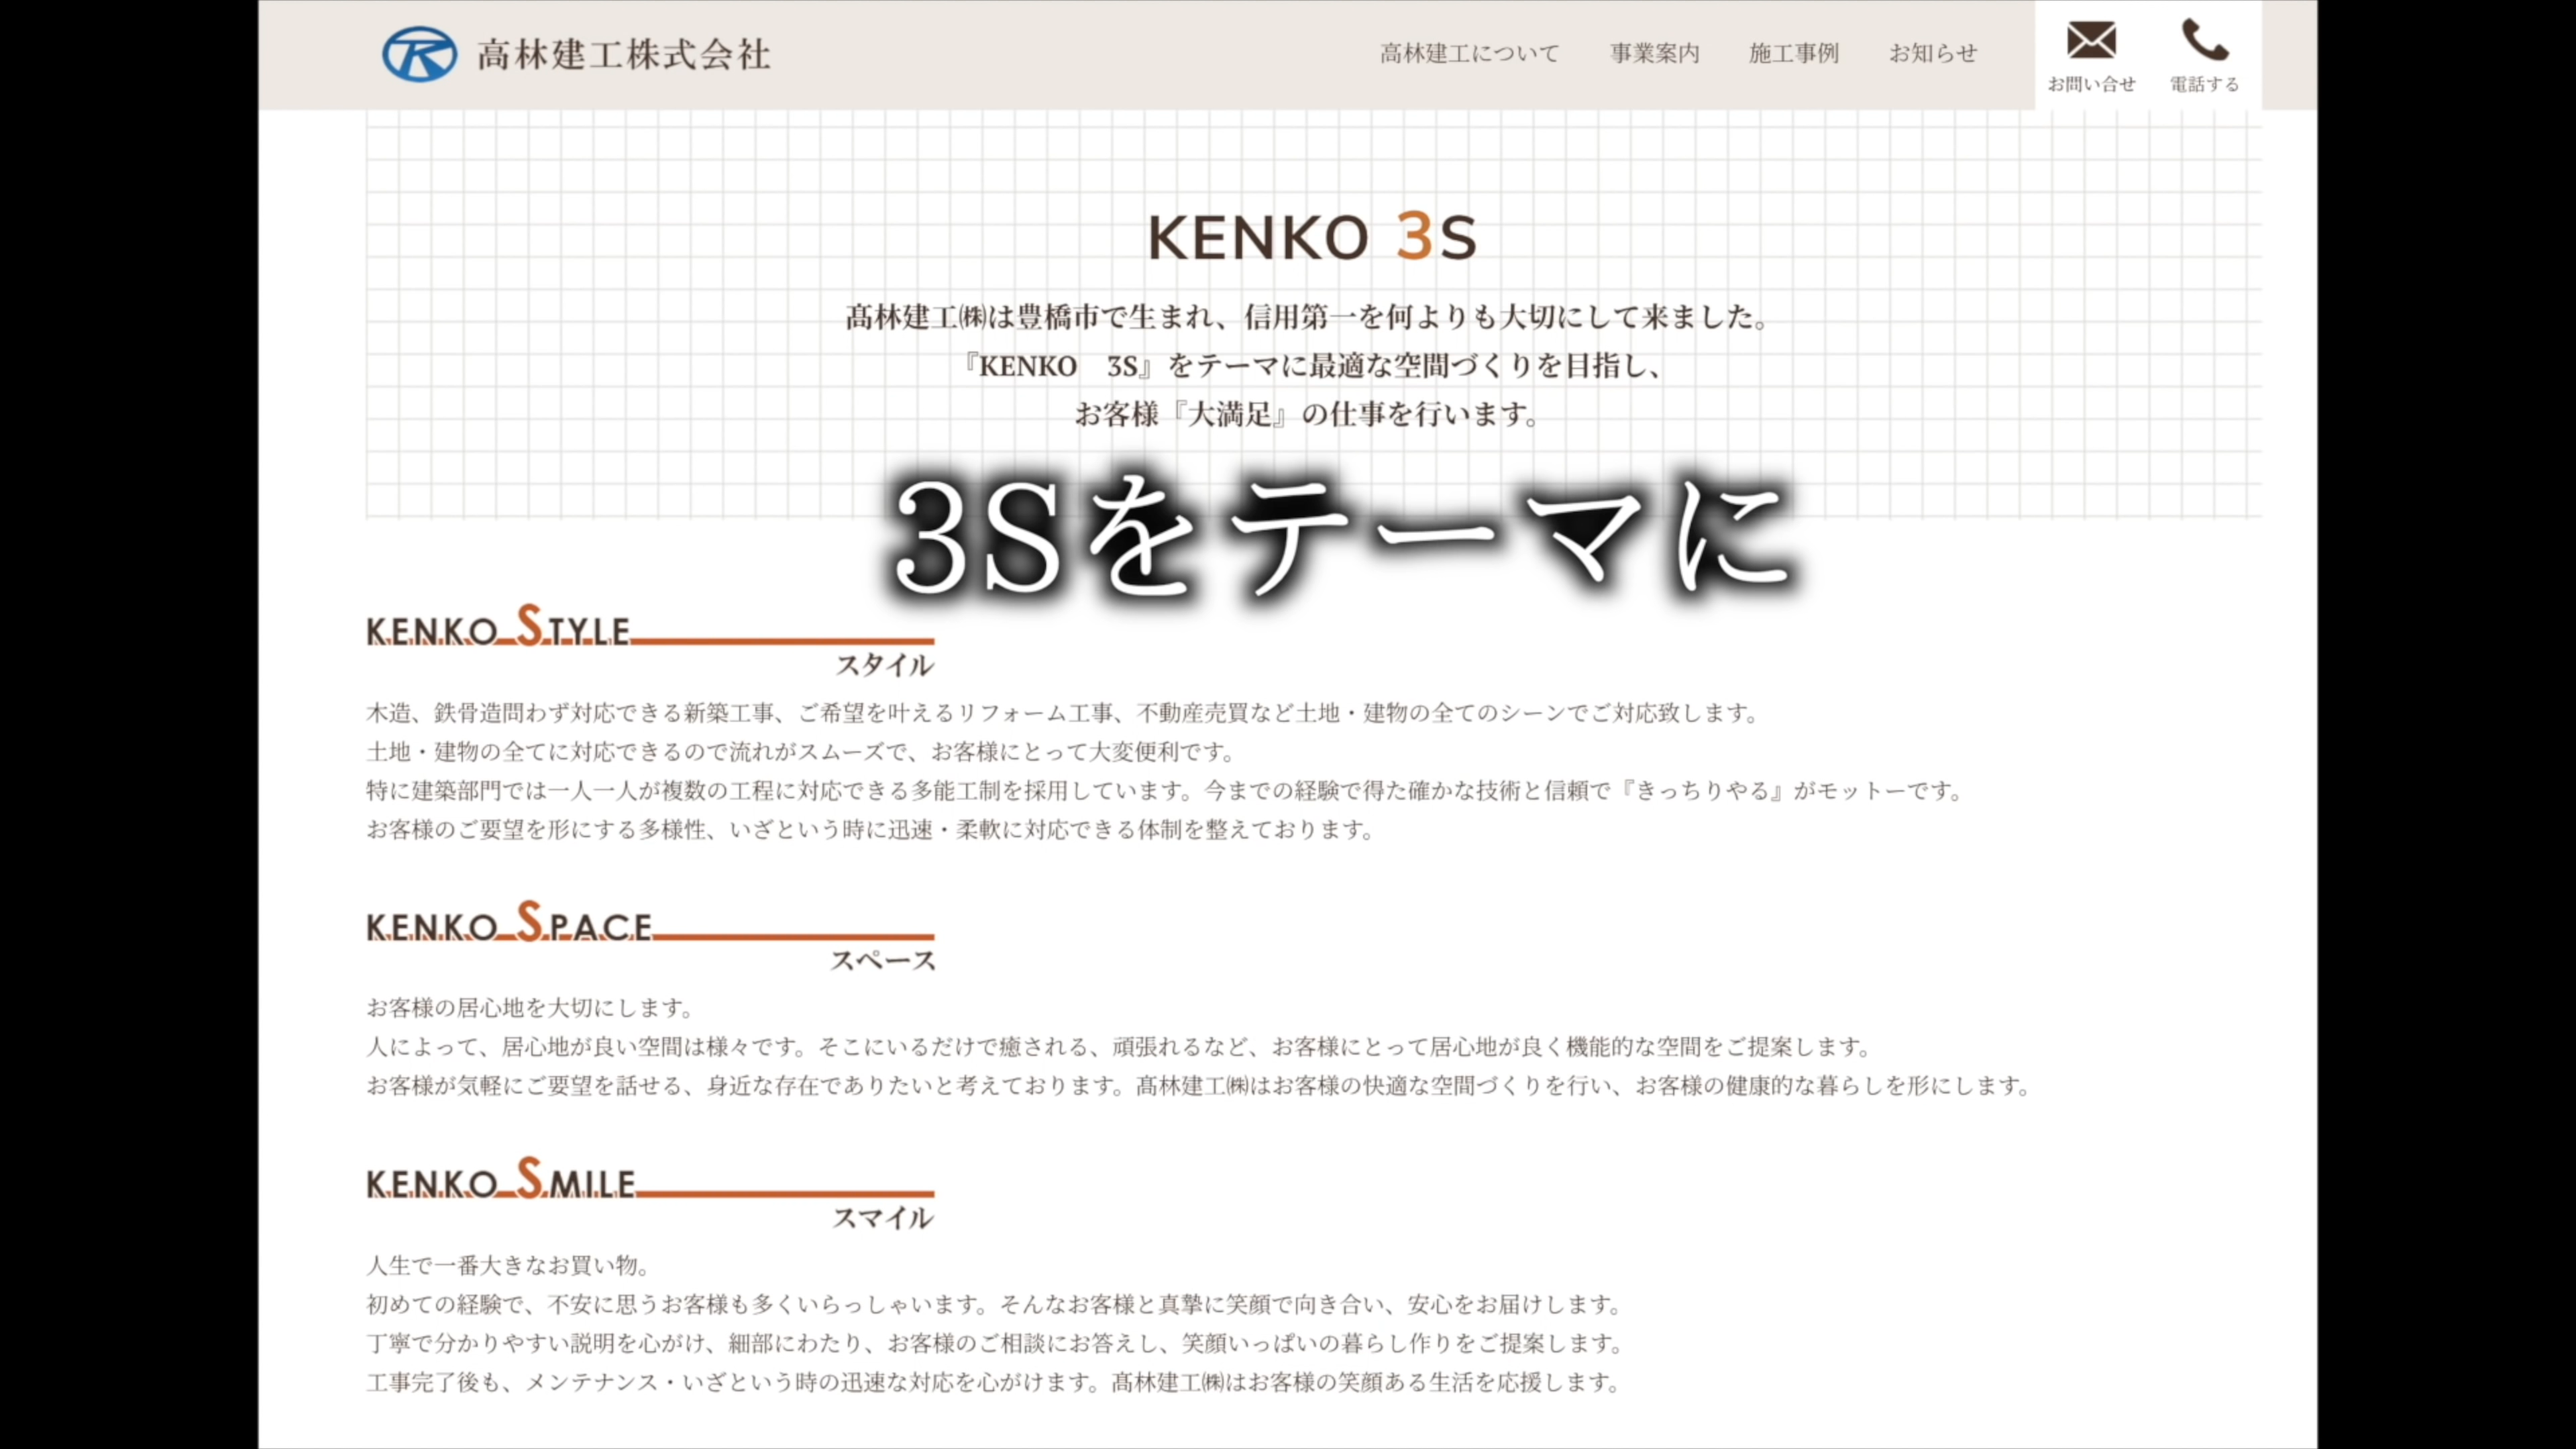 高林建工株式会社
高林建工について 事業案内 施工事例 お知らせ
お問い合せ 電話する
KENKO 3S
髙林建工㈱は豊橋市で生まれ、信用第一を何よりも大切にして来ました。
『KENKO　3S』をテーマに最適な空間づくりを目指し、
お客様『大満足』の仕事を行います。
3Sをテーマに
KENKO STYLE
スタイル
木造、鉄骨造問わず対応できる新築工事、ご希望を叶えるリフォーム工事、不動産売買など土地・建物の全てのシーンでご対応致します。
土地・建物の全てに対応できるので流れがスムーズで、お客様にとって大変便利です。
特に建築部門では一人一人が複数の工程に対応できる多能工制を採用しています。今までの経験で得た確かな技術と信頼で『きっちりやる』がモットーです。
お客様のご要望を形にする多様性、いざという時に迅速・柔軟に対応できる体制を整えております。
KENKO SPACE
スペース
お客様の居心地を大切にします。
人によって、居心地が良い空間は様々です。そこにいるだけで癒される、頑張れるなど、お客様にとって居心地が良く機能的な空間をご提案します。
お客様が気軽にご要望を話せる、身近な存在でありたいと考えております。髙林建工㈱はお客様の快適な空間づくりを行い、お客様の健康的な暮らしを形にします。
KENKO SMILE
スマイル
人生で一番大きなお買い物。
初めての経験で、不安に思うお客様も多くいらっしゃいます。そんなお客様と真摯に笑顔で向き合い、安心をお届けします。
丁寧で分かりやすい説明を心がけ、細部にわたり、お客様のご相談にお答えし、笑顔いっぱいの暮らし作りをご提案します。
工事完了後も、メンテナンス・いざという時の迅速な対応を心がけます。髙林建工㈱はお客様の笑顔ある生活を応援します。